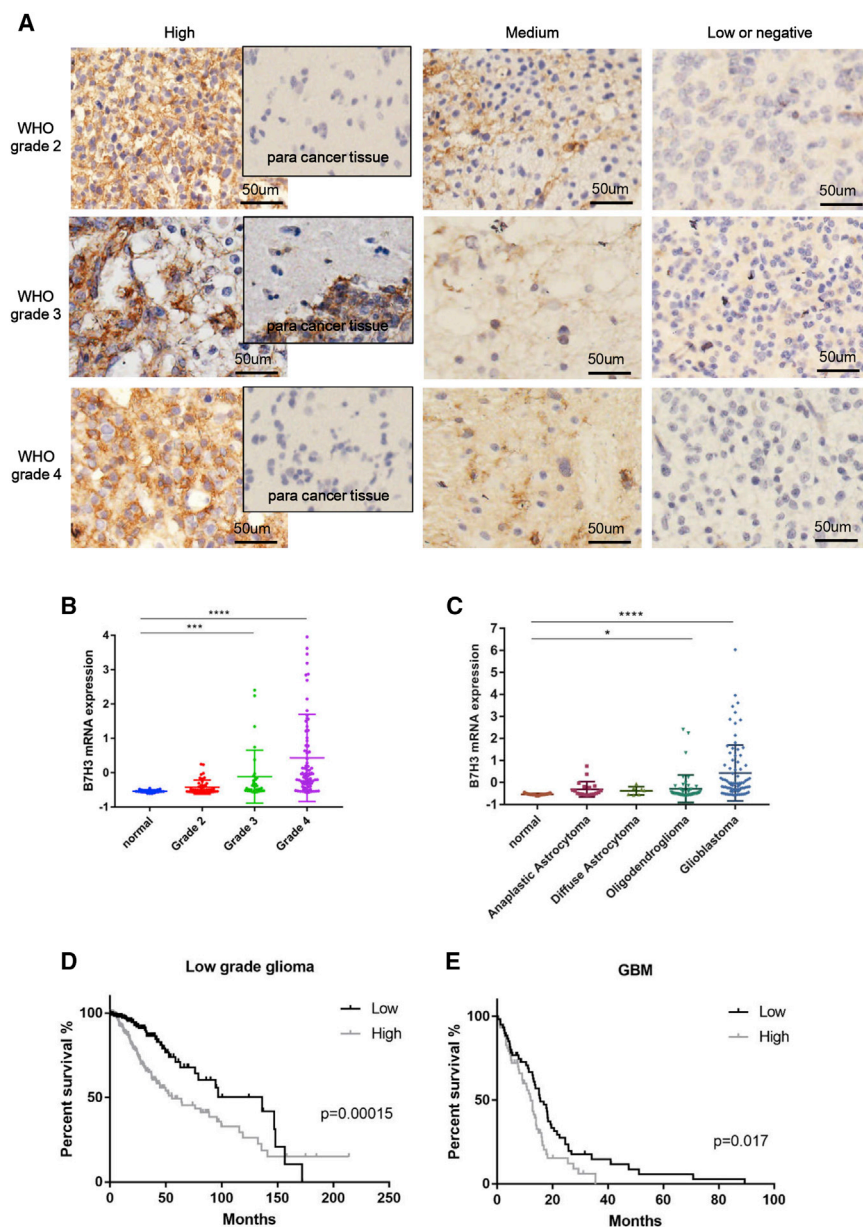 A
High
Medium
Low or negative
WHO
grade 2
para cancer tissue
50um
50um
50um
WHO
grade 3
para cancer tissue
50um
50um
50um
WHO
grade 4
para cancer tissue
50um
50um
50um
B
****
***
B7H3 mRNA expression
4
3
2
1
0
-1
normal
Grade 2
Grade 3
Grade 4
C
****
*
B7H3 mRNA expression
7
6
5
4
3
2
1
0
-1
normal
Anaplastic Astrocytoma
Diffuse Astrocytoma
Oligodendroglioma
Glioblastoma
D
Low grade glioma
Percent survival %
100
50
0
Low
High
p=0.00015
0 50 100 150 200 250
Months
E
GBM
Percent survival %
100
50
0
Low
High
p=0.017
0 20 40 60 80 100
Months